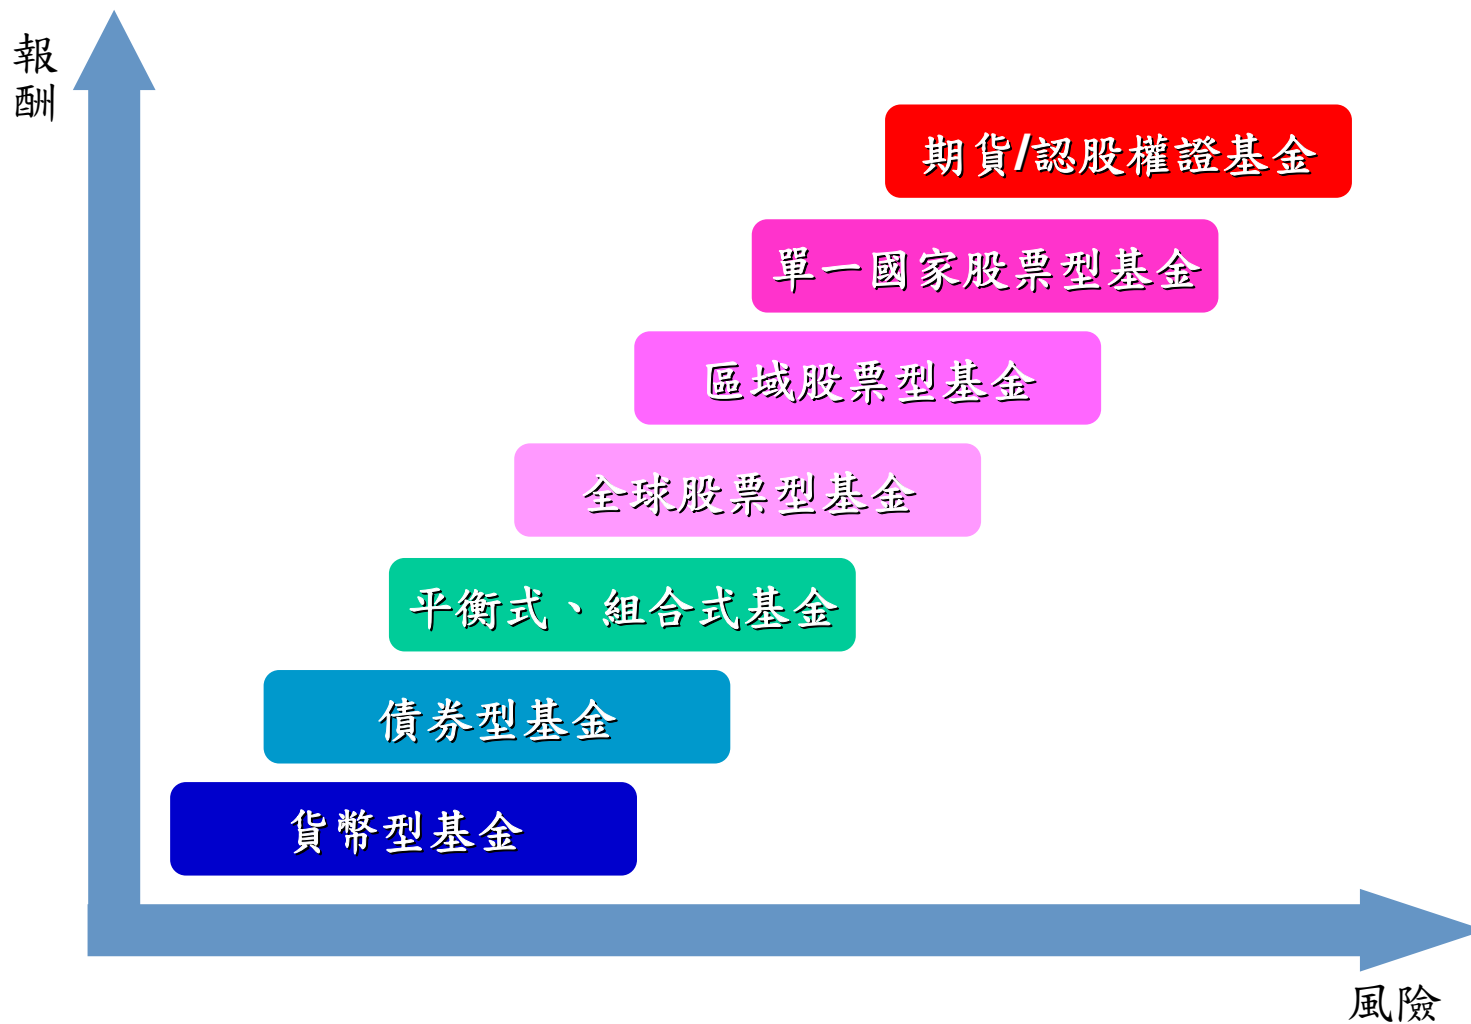 報
酬
期貨/認股權證基金
單一國家股票型基金
區域股票型基金
全球股票型基金
平衡式、組合式基金
債券型基金
貨幣型基金
風險